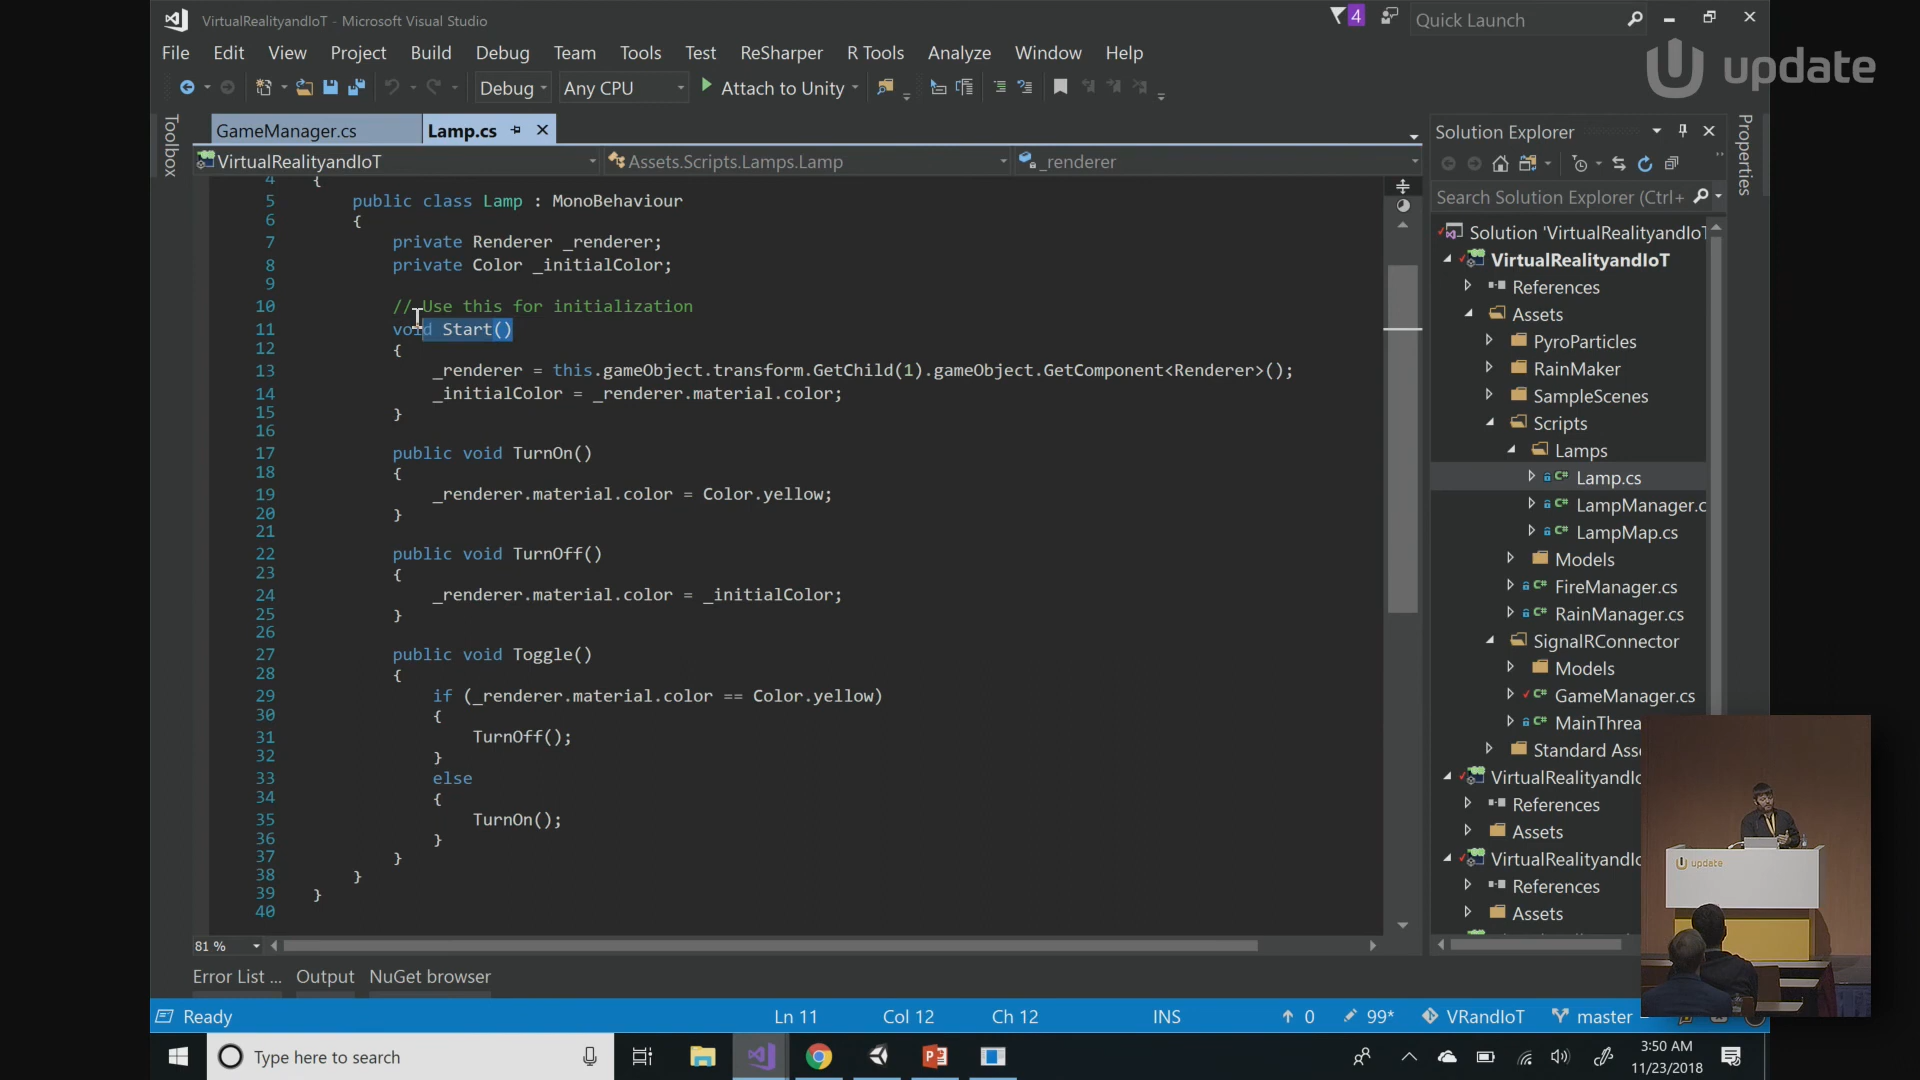 VirtualRealityandIoT - Microsoft Visual Studio
4
Quick Launch
File Edit View Project Build Debug Team Tools Test ReSharper R Tools Analyze Window Help
update
Debug Any CPU Attach to Unity
Toolbox
GameManager.cs Lamp.cs
Solution Explorer
Properties
VirtualRealityandIoT Assets.Scripts.Lamps.Lamp _renderer
Search Solution Explorer (Ctrl+
4 {
5 public class Lamp : MonoBehaviour
6 {
7 private Renderer _renderer;
8 private Color _initialColor;
9
10 // Use this for initialization
11 void Start()
12 {
13 _renderer = this.gameObject.transform.GetChild(1).gameObject.GetComponent<Renderer>();
14 _initialColor = _renderer.material.color;
15 }
16
17 public void TurnOn()
18 {
19 _renderer.material.color = Color.yellow;
20 }
21
22 public void TurnOff()
23 {
24 _renderer.material.color = _initialColor;
25 }
26
27 public void Toggle()
28 {
29 if (_renderer.material.color == Color.yellow)
30 {
31 TurnOff();
32 }
33 else
34 {
35 TurnOn();
36 }
37 }
38 }
39 }
40
Solution 'VirtualRealityandIoT
VirtualRealityandIoT
References
Assets
PyroParticles
RainMaker
SampleScenes
Scripts
Lamps
C# Lamp.cs
C# LampManager.c
C# LampMap.cs
Models
C# FireManager.cs
C# RainManager.cs
SignalRConnector
Models
C# GameManager.cs
C# MainThrea
Standard Asse
VirtualRealityandIo
References
Assets
VirtualRealityandIo
References
Assets
update
81 %
Error List ... Output NuGet browser
Ready Ln 11 Col 12 Ch 12 INS 0 99* VRandIoT master
Type here to search
3:50 AM
11/23/2018